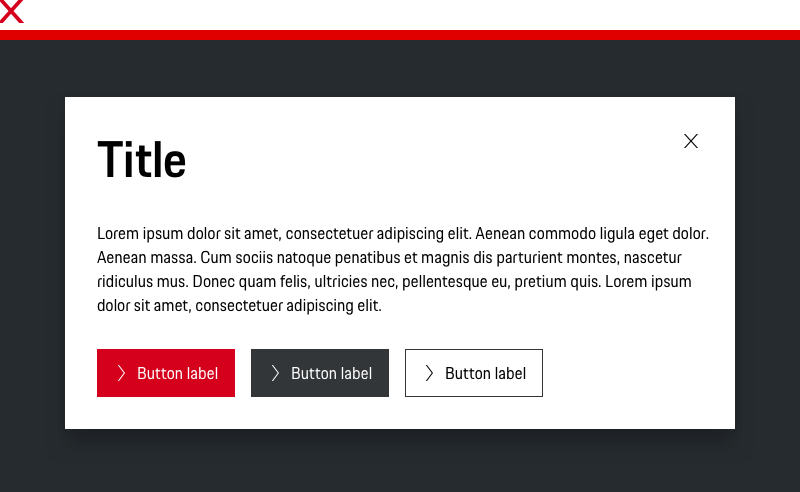 Title
Lorem ipsum dolor sit amet, consectetuer adipiscing elit. Aenean commodo ligula eget dolor.
Aenean massa. Cum sociis natoque penatibus et magnis dis parturient montes, nascetur
ridiculus mus. Donec quam felis, ultricies nec, pellentesque eu, pretium quis. Lorem ipsum
dolor sit amet, consectetuer adipiscing elit.
Button label Button label Button label